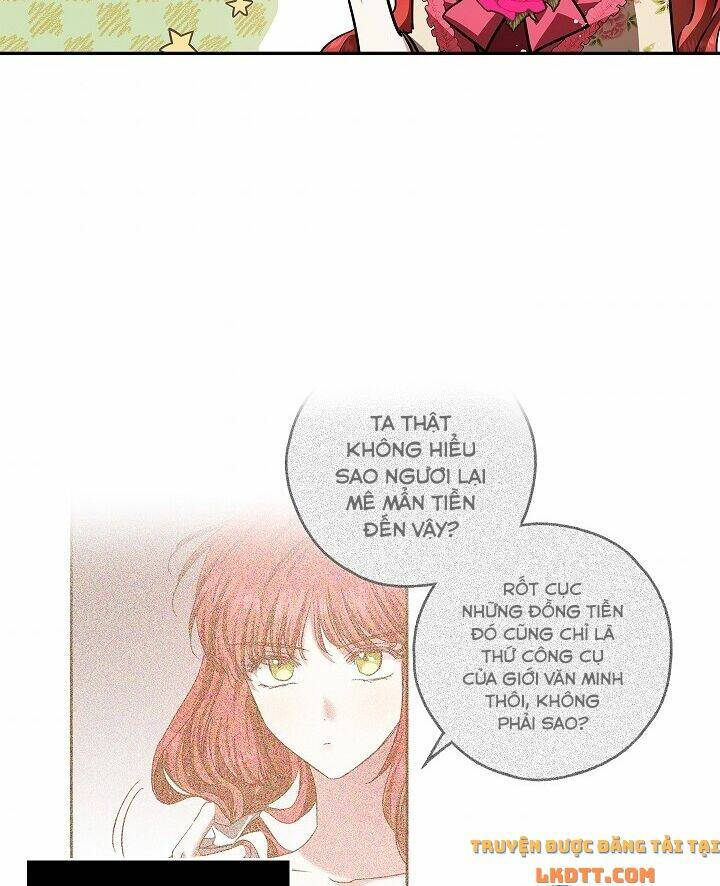 TA THẬT
KHÔNG HIỂU
SAO NGƯƠI LẠI
MÊ MẨN TIỀN
ĐẾN VẬY?
RỐT CỤC
NHỮNG ĐỒNG TIỀN
ĐÓ CŨNG CHỈ LÀ
THỨ CÔNG CỤ
CỦA GIỚI VĂN MINH
THÔI, KHÔNG
PHẢI SAO?
TRUYỆN ĐƯỢC ĐĂNG TẢI TẠI
LKDTT.COM